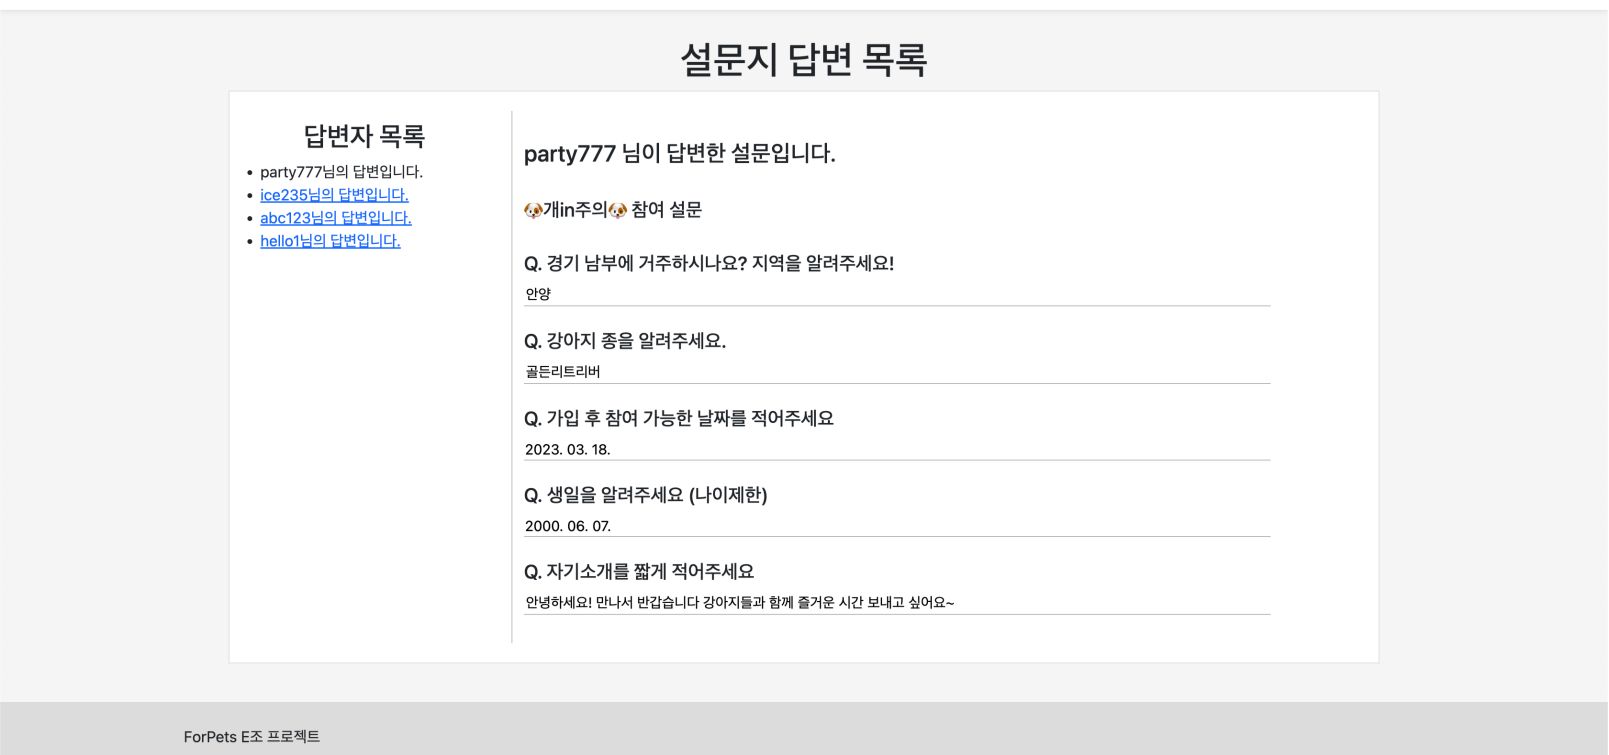 설문지 답변 목록
답변자 목록
• party777님의 답변입니다.
• ice235님의 답변입니다.
• abc123님의 답변입니다.
• hello1님의 답변입니다.
party777 님이 답변한 설문입니다.
🐶개in주의🐶 참여 설문
Q. 경기 남부에 거주하시나요? 지역을 알려주세요!
안양
Q. 강아지 종을 알려주세요.
골든리트리버
Q. 가입 후 참여 가능한 날짜를 적어주세요
2023. 03. 18.
Q. 생일을 알려주세요 (나이제한)
2000. 06. 07.
Q. 자기소개를 짧게 적어주세요
안녕하세요! 만나서 반갑습니다 강아지들과 함께 즐거운 시간 보내고 싶어요~
ForPets E조 프로젝트